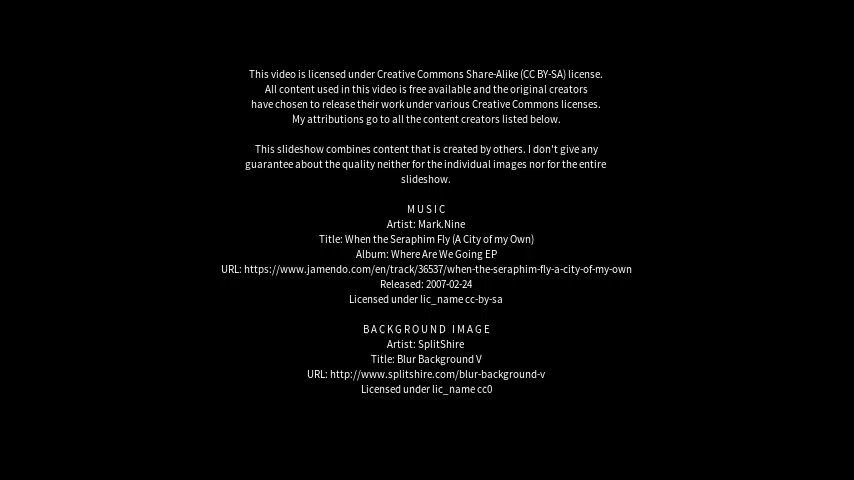 This video is licensed under Creative Commons Share-Alike (CC BY-SA) license.
All content used in this video is free available and the original creators
have chosen to release their work under various Creative Commons licenses.
My attributions go to all the content creators listed below.
This slideshow combines content that is created by others. I don't give any
guarantee about the quality neither for the individual images nor for the entire
slideshow.
MUSIC
Artist: Mark.Nine
Title: When the Seraphim Fly (A City of my Own)
Album: Where Are We Going EP
URL: https://www.jamendo.com/en/track/36537/when-the-seraphim-fly-a-city-of-my-own
Released: 2007-02-24
Licensed under lic_name cc-by-sa
BACKGROUND IMAGE
Artist: SplitShire
Title: Blur Background V
URL: http://www.splitshire.com/blur-background-v
Licensed under lic_name cc0